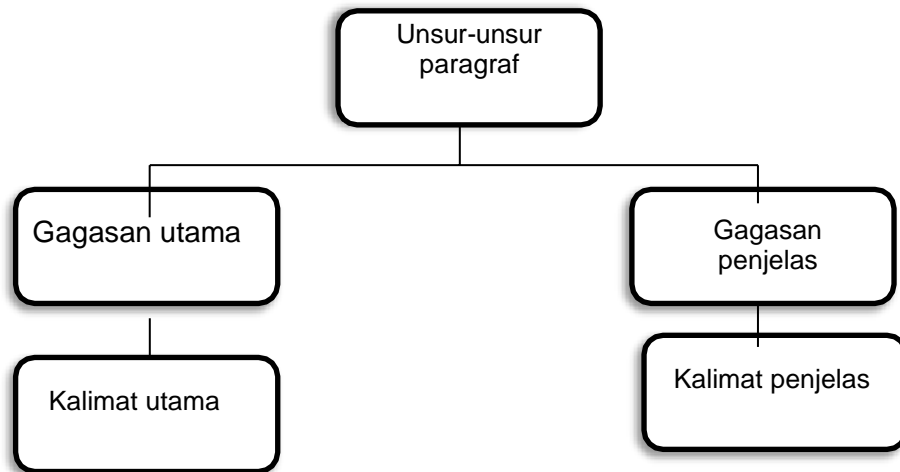 Unsur-unsur
paragraf
Gagasan utama
Gagasan
penjelas
Kalimat utama
Kalimat penjelas